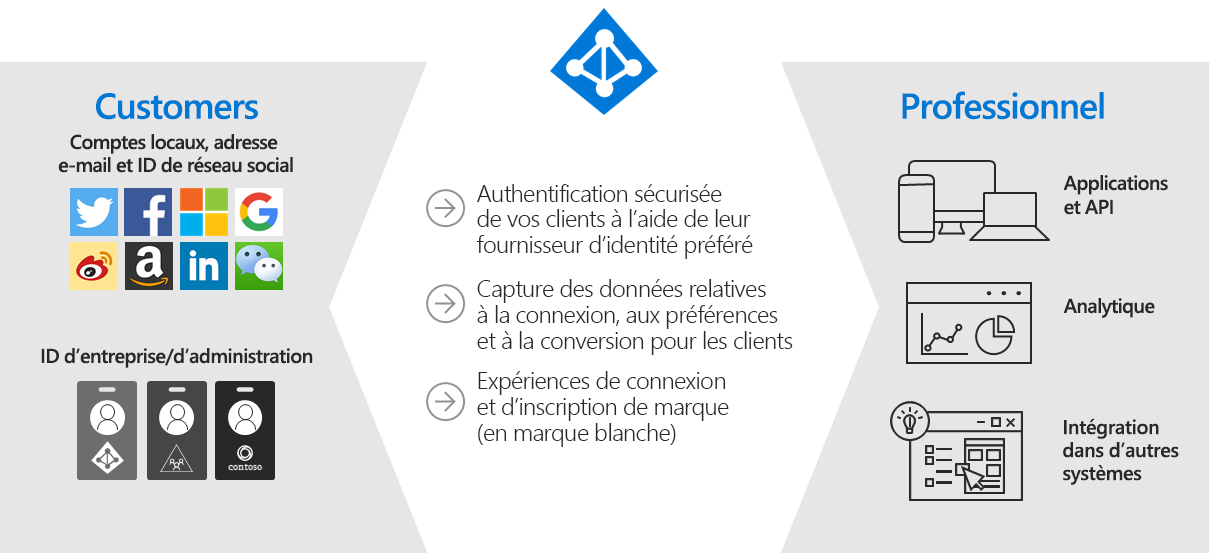 Customers
Comptes locaux, adresse
e-mail et ID de réseau social
a
in
ID d’entreprise/d’administration
contoso
Authentification sécurisée
de vos clients à l’aide de leur
fournisseur d’identité préféré
Capture des données relatives
à la connexion, aux préférences
et à la conversion pour les clients
Expériences de connexion
et d’inscription de marque
(en marque blanche)
Professionnel
Applications
et API
Analytique
Intégration
dans d’autres
systèmes